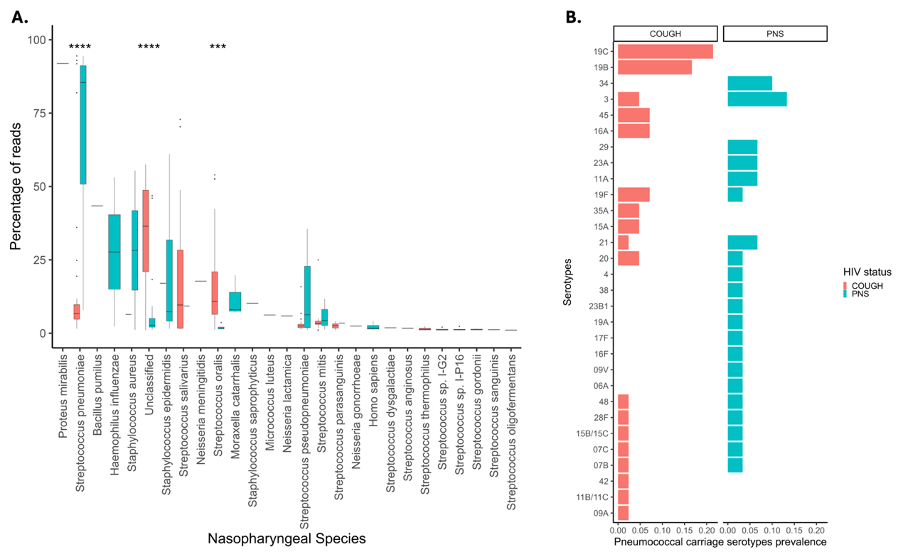 A.
****
****
***
100
75
50
25
0
Percentage of reads
Proteus mirabilis
Streptococcus pneumoniae
Bacillus pumilus
Haemophilus influenzae
Staphylococcus aureus
Unclassified
Staphylococcus epidermidis
Streptococcus salivarius
Neisseria meningitidis
Streptococcus oralis
Moraxella catarrhalis
Staphylococcus saprophyticus
Micrococcus luteus
Neisseria lactamica
Streptococcus pseudopneumoniae
Streptococcus mitis
Streptococcus parasanguinis
Neisseria gonorrhoeae
Homo sapiens
Streptococcus dysgalactiae
Streptococcus anginosus
Streptococcus thermophilus
Streptococcus sp. I-G2
Streptococcus sp. I-P16
Streptococcus gordonii
Streptococcus sanguinis
Streptococcus oligofermentans
Nasopharyngeal Species
B.
COUGH
PNS
Serotypes
19C
19B
34
3
45
16A
29
23A
11A
19F
35A
15A
21
20
4
38
23B1
19A
17F
16F
09V
06A
48
28F
15B/15C
07C
07B
42
11B/11C
09A
0.00 0.05 0.10 0.15 0.20
0.00 0.05 0.10 0.15 0.20
Pneumococcal carriage serotypes prevalence
HIV status
COUGH
PNS